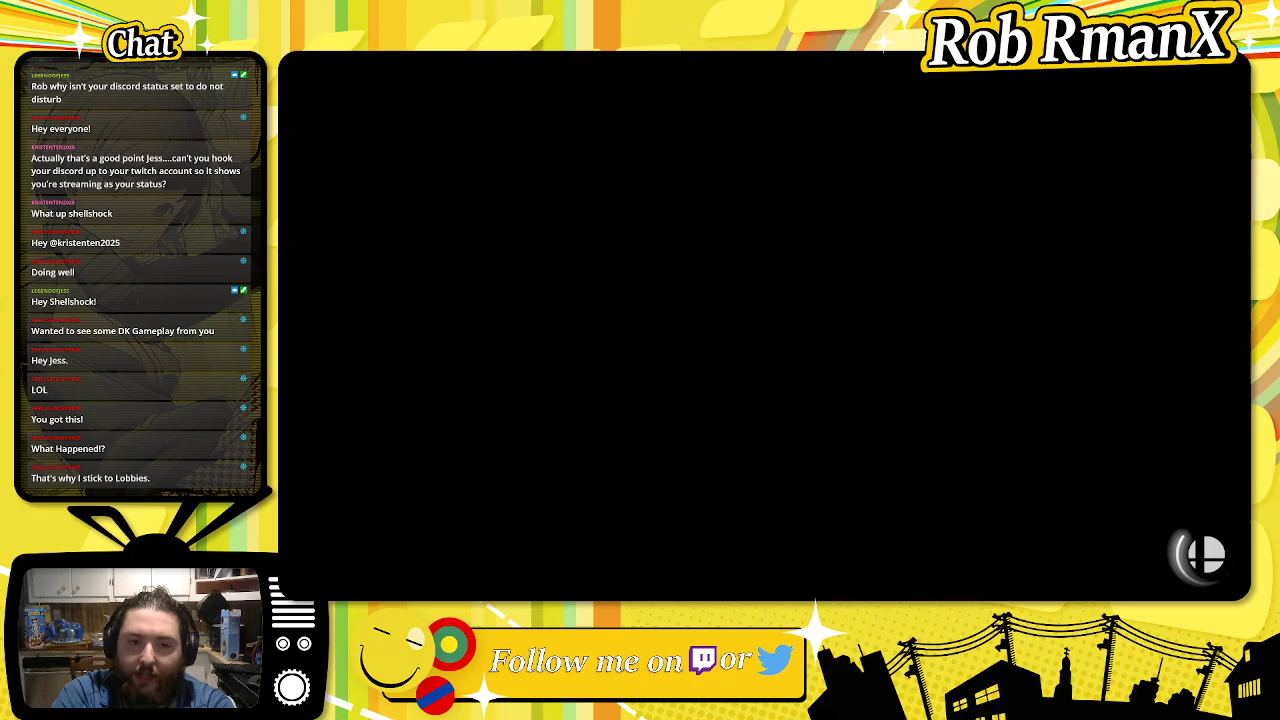 Chat
Rob RmanX
LEGENDOFJESS
Rob why isn't your discord status set to do not
disturb
Hey everyone!
KRISTENTEN2025
Actually that's a good point Jess....can't you hook
your discord up to your twitch account so it shows
you're streaming as your status?
KRISTENTEN2025
What up shellshock
Hey @kristenten2025
Doing well
LEGENDOFJESS
Hey Shellshock!
Wanted to see some DK Gameplay from you
Hey Jess.
LOL
You got this!
What Happened!?
That's why I stick to Lobbies.
Follow me on or